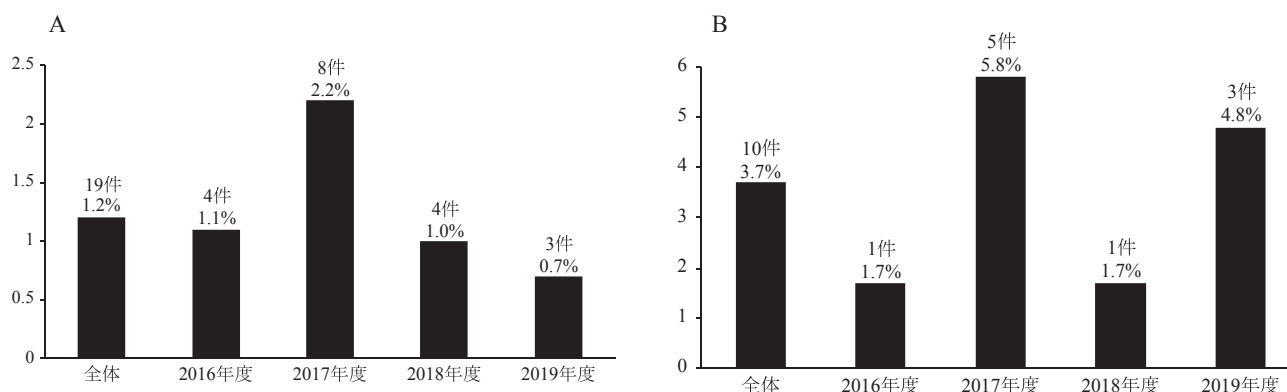 A
2.5
2
1.5
1
0.5
0
19件
1.2%
4件
1.1%
8件
2.2%
4件
1.0%
3件
0.7%
全体
2016年度
2017年度
2018年度
2019年度
B
6
5
4
3
2
1
0
10件
3.7%
1件
1.7%
5件
5.8%
1件
1.7%
3件
4.8%
全体
2016年度
2017年度
2018年度
2019年度